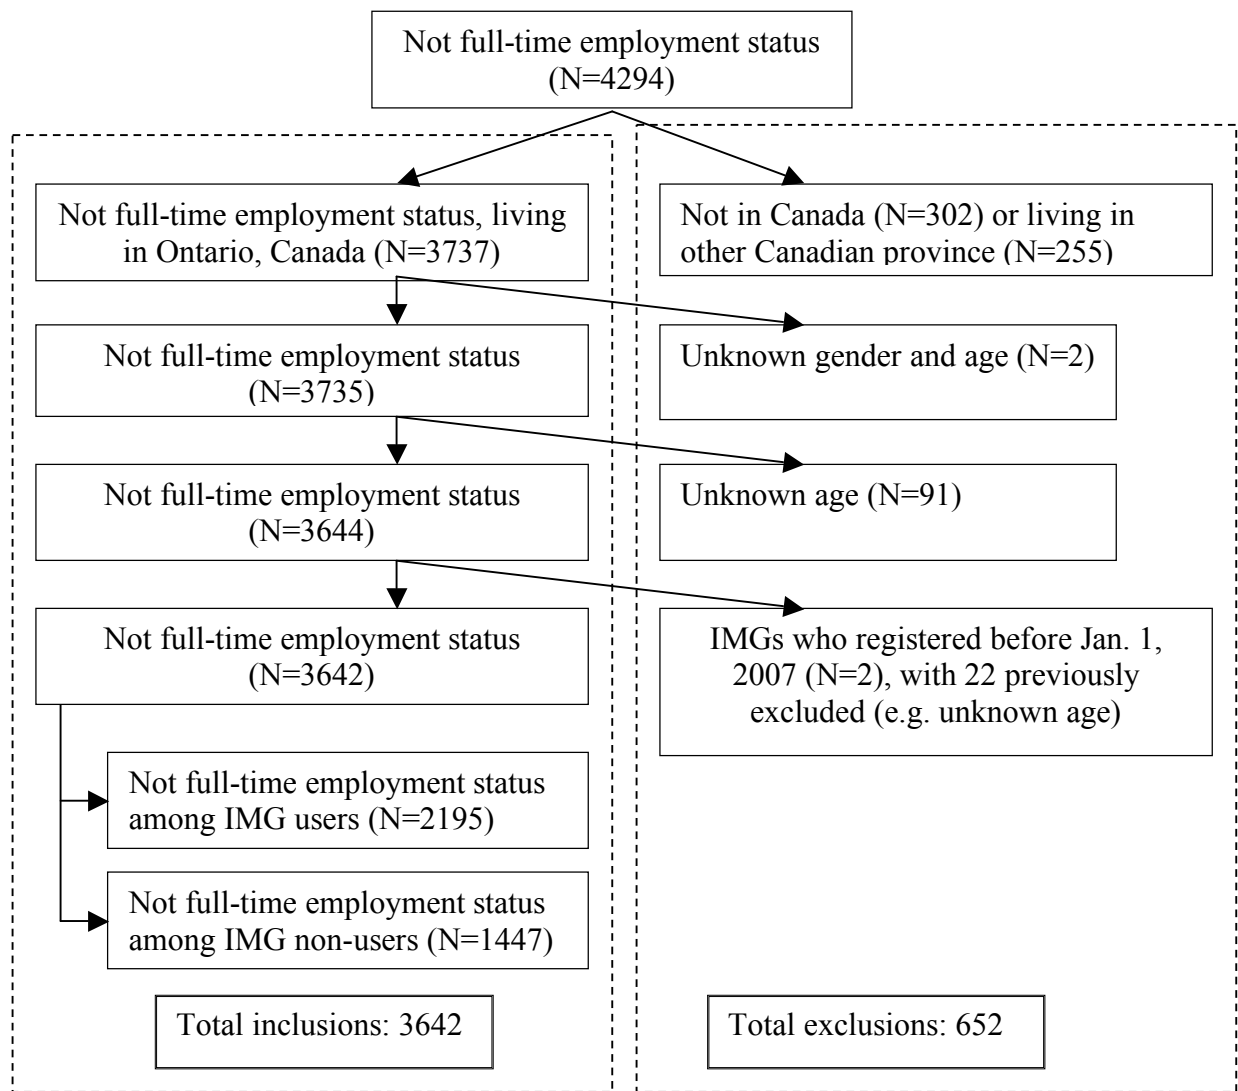 Not full-time employment status
(N=4294)
Not full-time employment status, living
in Ontario, Canada (N=3737)
Not in Canada (N=302) or living in
other Canadian province (N=255)
Not full-time employment status
(N=3735)
Unknown gender and age (N=2)
Not full-time employment status
(N=3644)
Unknown age (N=91)
Not full-time employment status
(N=3642)
IMGs who registered before Jan. 1,
2007 (N=2), with 22 previously
excluded (e.g. unknown age)
Not full-time employment status
among IMG users (N=2195)
Not full-time employment status
among IMG non-users (N=1447)
Total inclusions: 3642
Total exclusions: 652